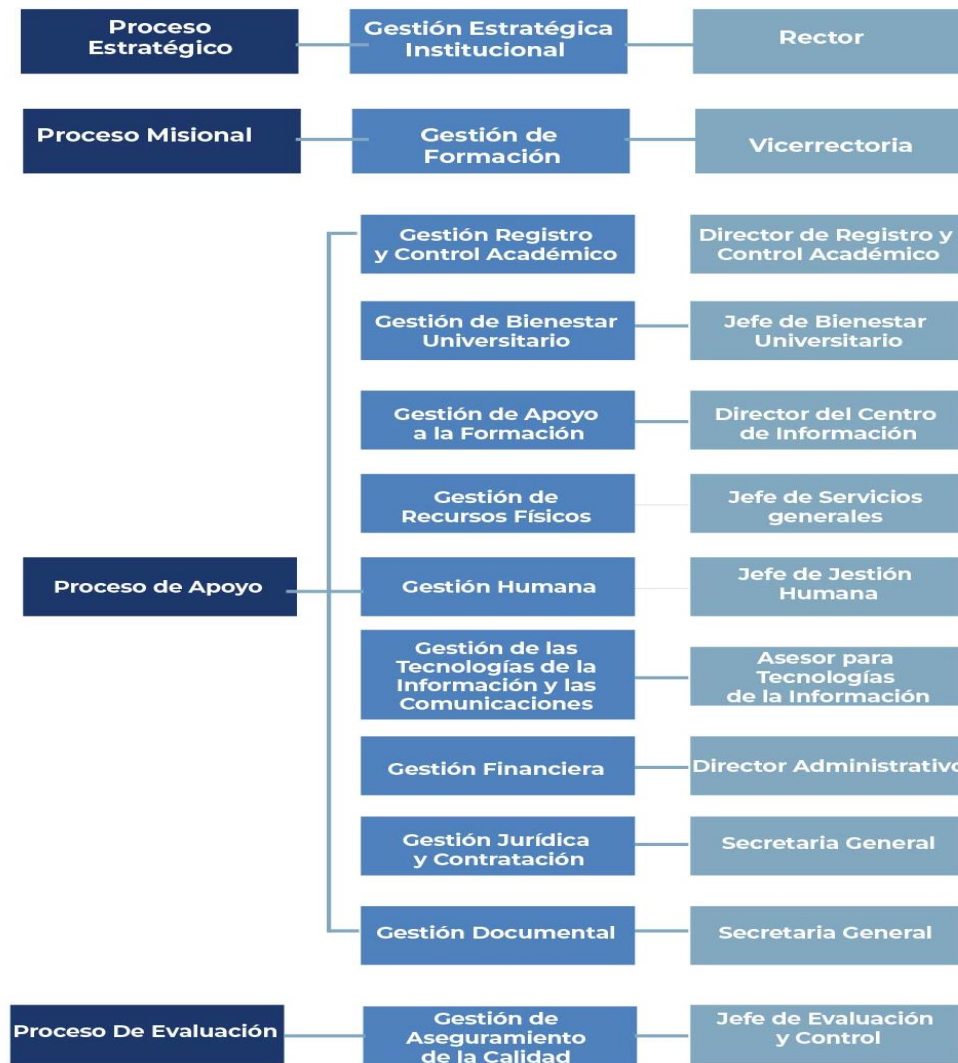 Proceso
Estratégico
Gestión Estratégica
Institucional
Rector
Proceso Misional
Gestión de
Formación
Vicerrectoria
Gestión Registro
y Control Académico
Director de Registro y
Control Académico
Gestión de Bienestar
Universitario
Jefe de Bienestar
Universitario
Gestión de Apoyo
a la Formación
Director del Centro
de Información
Gestión de
Recursos Físicos
Jefe de Servicios
generales
Proceso de Apoyo
Gestión Humana
Jefe de Jestión
Humana
Gestión de las
Tecnologías de la
Información y las
Comunicaciones
Asesor para
Tecnologías
de la Información
Gestión Financiera
Director Administrativo
Gestión Jurídica
y Contratación
Secretaria General
Gestión Documental
Secretaria General
Proceso De Evaluación
Gestión de
Aseguramiento
de la Calidad
Jefe de Evaluación
y Control